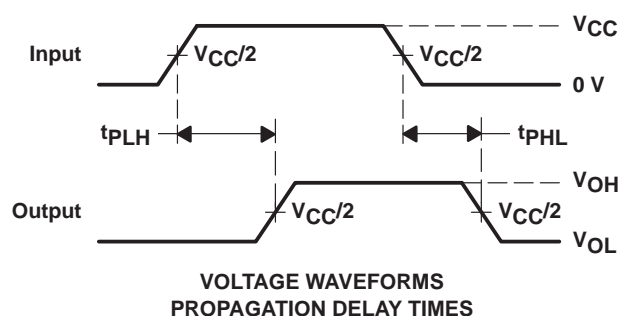 VCC
Input
VCC/2
VCC/2
0 V
tPLH
tPHL
VOH
Output
VCC/2
VCC/2
VOL
VOLTAGE WAVEFORMS
PROPAGATION DELAY TIMES